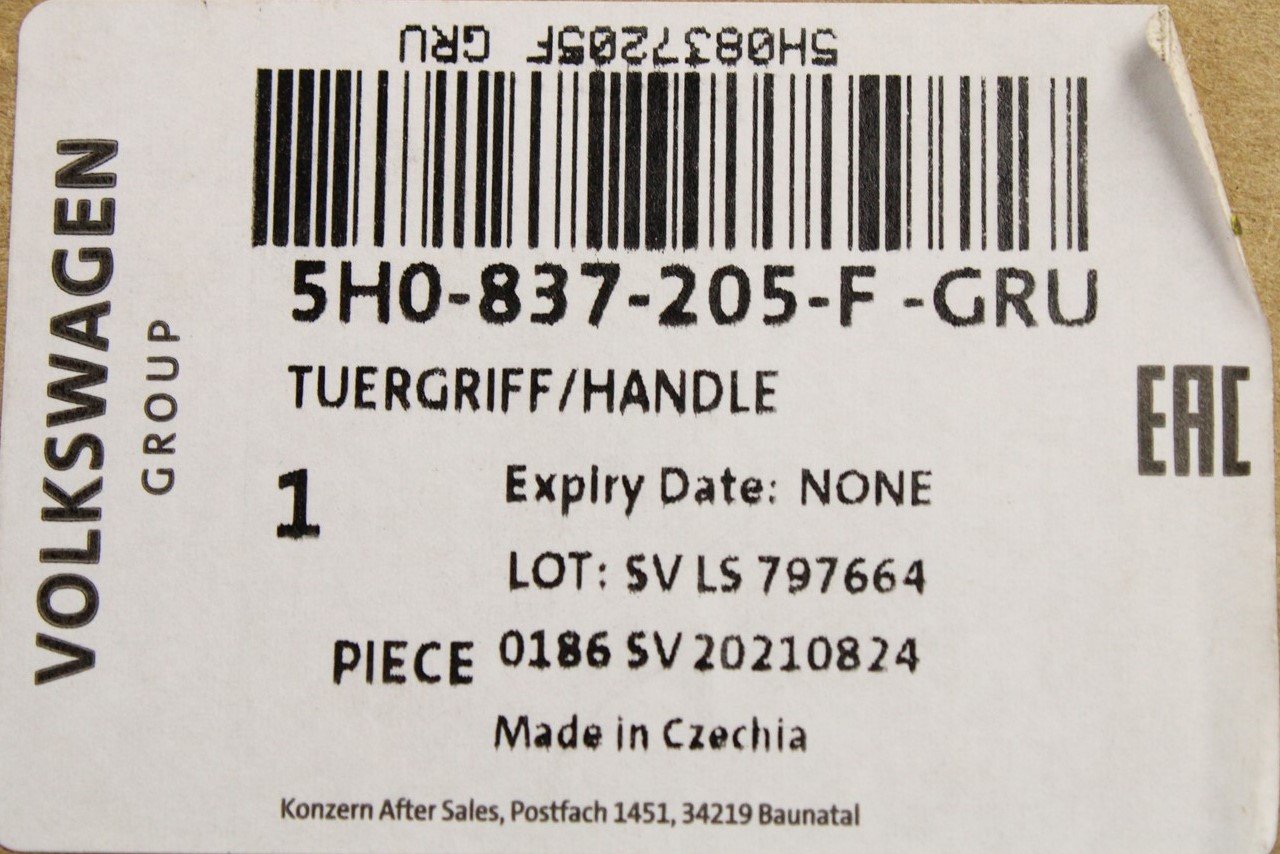 5H0837205F GRU
VOLKSWAGEN
GROUP
5H0-837-205-F -GRU
TUERGRIFF/HANDLE
EAC
1
Expiry Date: NONE
LOT: SV LS 797664
PIECE 0186 SV 20210824
Made in Czechia
Konzern After Sales, Postfach 1451, 34219 Baunatal